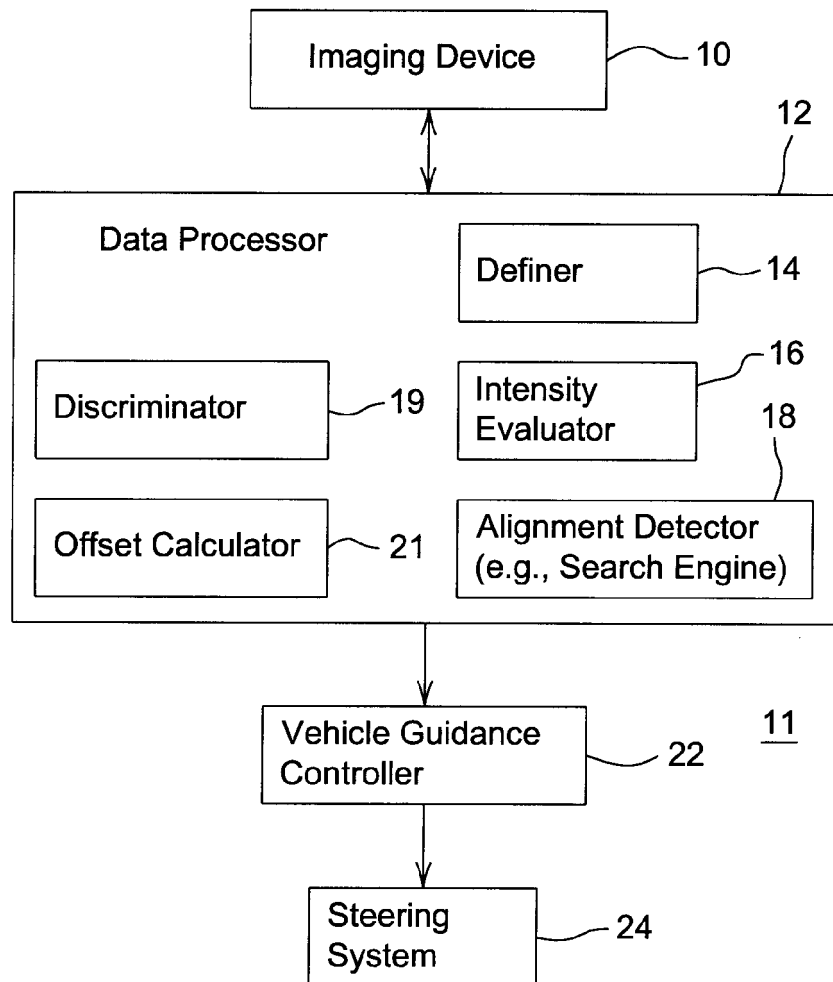 Imaging Device
10
12
Data Processor
Definer
14
16
Discriminator
19
Intensity
Evaluator
18
Offset Calculator
21
Alignment Detector
(e.g., Search Engine)
Vehicle Guidance
Controller
22
11
Steering
System
24